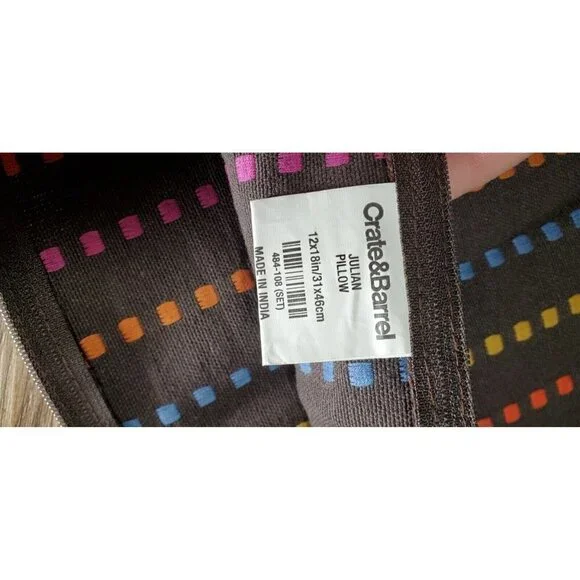 Crate&Barrel
JULIAN
PILLOW
12x18in/31x46cm
484-108 (SET)
MADE IN INDIA